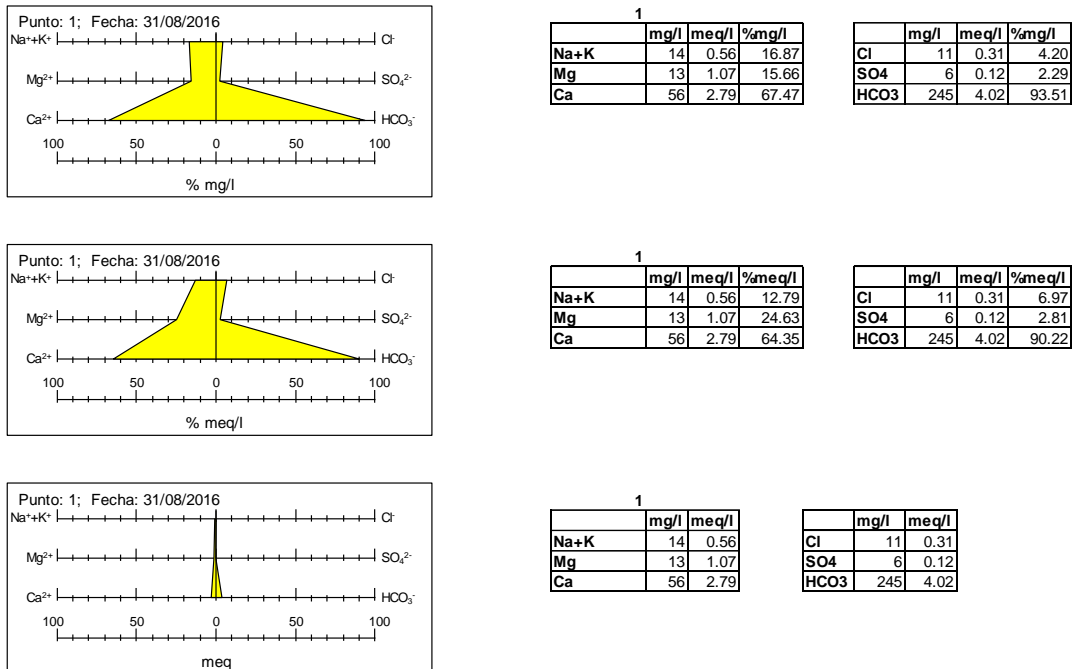 Punto: 1; Fecha: 31/08/2016
Na⁺+K⁺ Cl⁻
Mg²⁺ SO₄²⁻
Ca²⁺ HCO₃⁻
100 50 0 50 100
% mg/l
1
mg/l meq/l %mg/l
Na+K 14 0.56 16.87
Mg 13 1.07 15.66
Ca 56 2.79 67.47
mg/l meq/l %mg/l
Cl 11 0.31 4.20
SO4 6 0.12 2.29
HCO3 245 4.02 93.51
Punto: 1; Fecha: 31/08/2016
Na⁺+K⁺ Cl⁻
Mg²⁺ SO₄²⁻
Ca²⁺ HCO₃⁻
100 50 0 50 100
% meq/l
1
mg/l meq/l %meq/l
Na+K 14 0.56 12.79
Mg 13 1.07 24.63
Ca 56 2.79 64.35
mg/l meq/l %meq/l
Cl 11 0.31 6.97
SO4 6 0.12 2.81
HCO3 245 4.02 90.22
Punto: 1; Fecha: 31/08/2016
Na⁺+K⁺ Cl⁻
Mg²⁺ SO₄²⁻
Ca²⁺ HCO₃⁻
100 50 0 50 100
meq
1
mg/l meq/l
Na+K 14 0.56
Mg 13 1.07
Ca 56 2.79
mg/l meq/l
Cl 11 0.31
SO4 6 0.12
HCO3 245 4.02